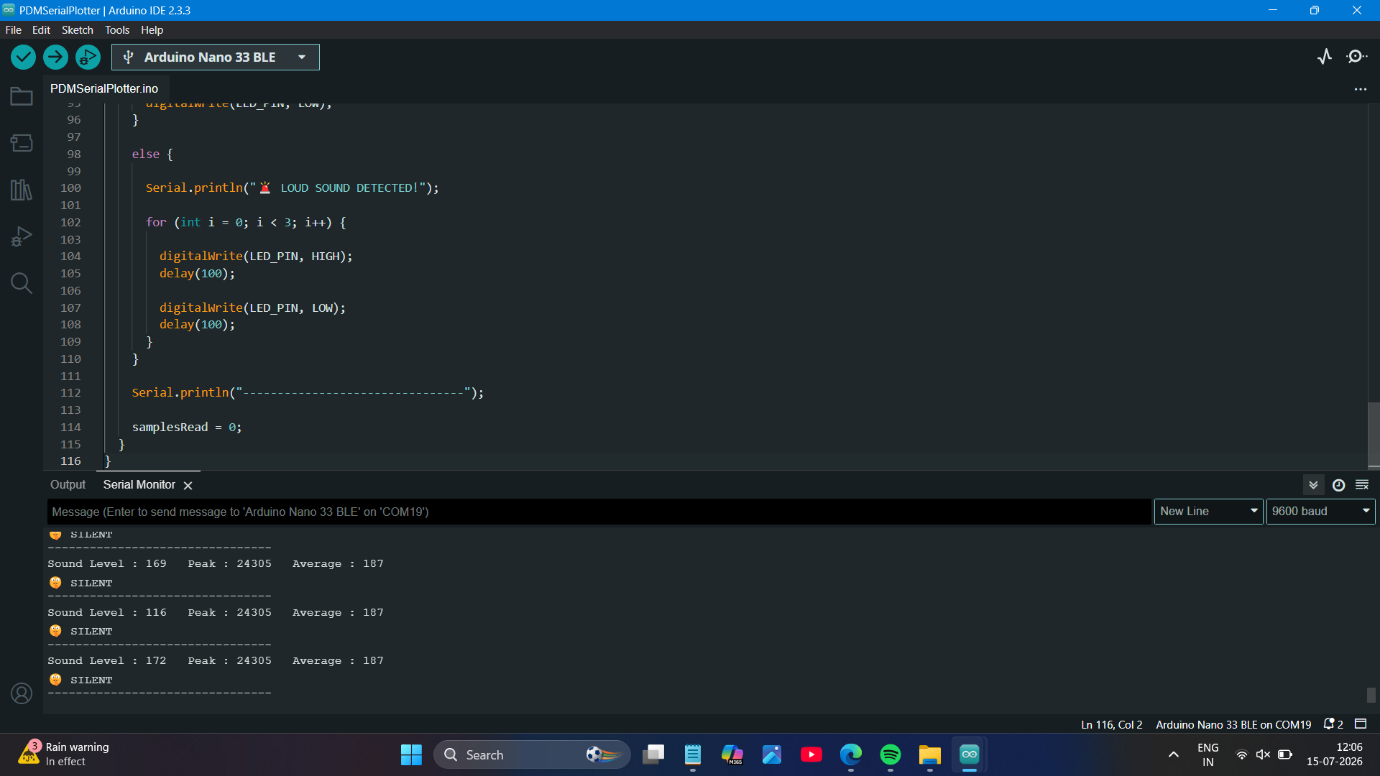 PDMSerialPlotter | Arduino IDE 2.3.3
File Edit Sketch Tools Help
Arduino Nano 33 BLE
PDMSerialPlotter.ino
95 digitalWrite(LED_PIN, LOW);
96 }
97
98 else {
99
100 Serial.println("🚨 LOUD SOUND DETECTED!");
101
102 for (int i = 0; i < 3; i++) {
103
104 digitalWrite(LED_PIN, HIGH);
105 delay(100);
106
107 digitalWrite(LED_PIN, LOW);
108 delay(100);
109 }
110 }
111
112 Serial.println("--------------------------------");
113
114 samplesRead = 0;
115 }
116 }
Output Serial Monitor
Message (Enter to send message to 'Arduino Nano 33 BLE' on 'COM19')
New Line 9600 baud
SILENT
--------------------------------
Sound Level : 169 Peak : 24305 Average : 187
SILENT
--------------------------------
Sound Level : 116 Peak : 24305 Average : 187
SILENT
--------------------------------
Sound Level : 172 Peak : 24305 Average : 187
SILENT
--------------------------------
Ln 116, Col 2 Arduino Nano 33 BLE on COM19 2
3 Rain warning
In effect
Search
M365
ENG
IN
12:06
15-07-2026